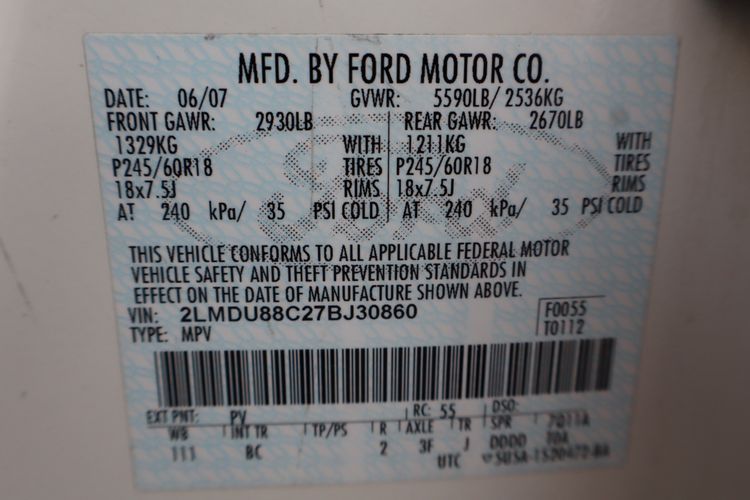 MFD. BY FORD MOTOR CO.
DATE: 06/07 GVWR: 5590LB/ 2536KG
FRONT GAWR: 2930LB REAR GAWR: 2670LB
1329KG WITH 1211KG WITH
P245/60R18 TIRES P245/60R18 TIRES
18x7.5J RIMS 18x7.5J RIMS
AT 240 kPa/ 35 PSI COLD AT 240 kPa/ 35 PSI COLD
THIS VEHICLE CONFORMS TO ALL APPLICABLE FEDERAL MOTOR
VEHICLE SAFETY AND THEFT PREVENTION STANDARDS IN
EFFECT ON THE DATE OF MANUFACTURE SHOWN ABOVE.
VIN: 2LMDU88C27BJ30860 F0055
TYPE: MPV T0112
EXT PNT: PV RC: 55 DSO:
WB INT TR TP/PS R AXLE TR SPR
111 BC 2 3F J DDDD
UTC